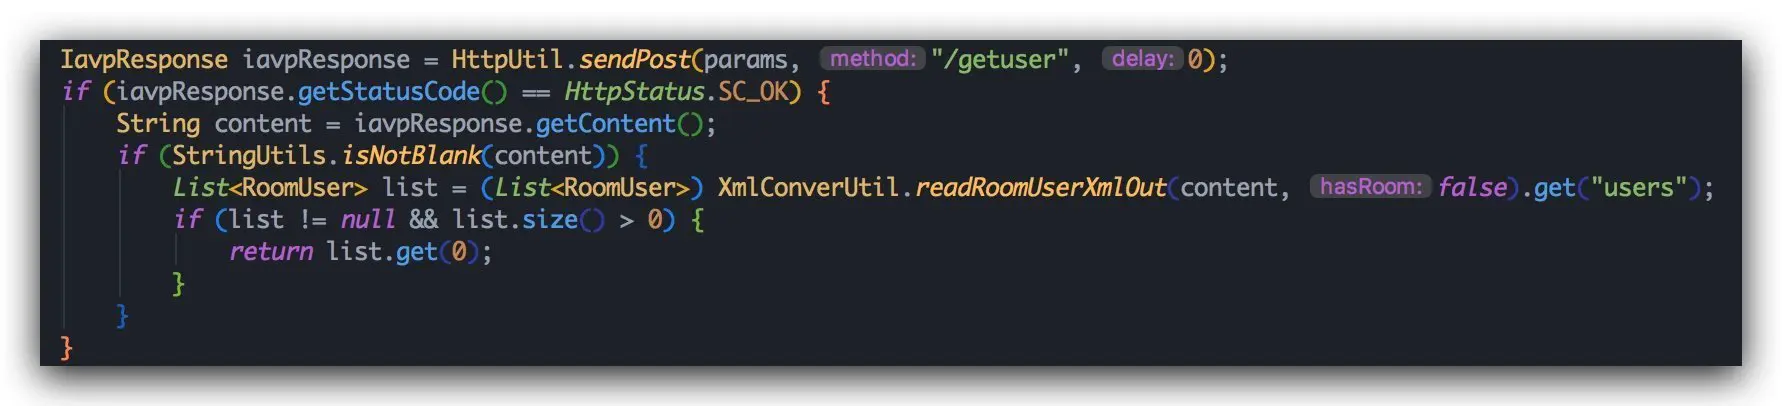 IavpResponse iavpResponse = HttpUtil.sendPost(params, method: "/getuser", delay: 0);
if (iavpResponse.getStatusCode() == HttpStatus.SC_OK) {
    String content = iavpResponse.getContent();
    if (StringUtils.isNotBlank(content)) {
        List<RoomUser> list = (List<RoomUser>) XmlConverUtil.readRoomUserXmlOut(content, hasRoom: false).get("users");
        if (list != null && list.size() > 0) {
            return list.get(0);
        }
    }
}